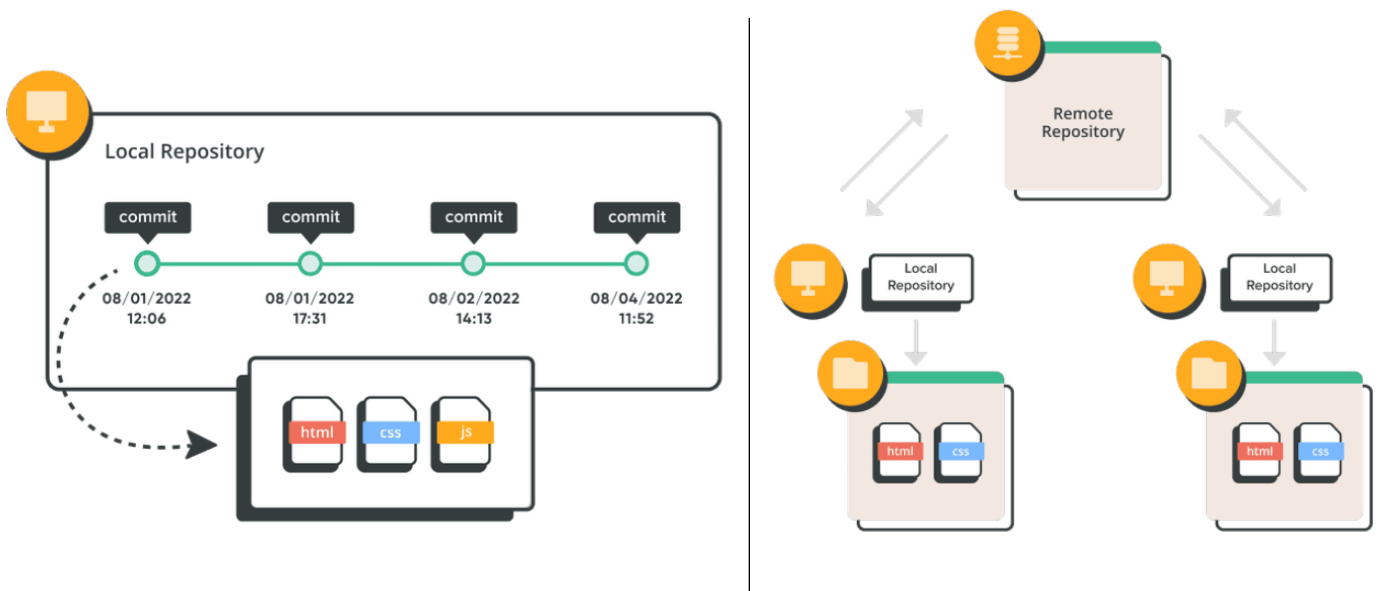 Local Repository
commit commit commit commit
08/01/2022 08/01/2022 08/02/2022 08/04/2022
12:06 17:31 14:13 11:52
html css js
Remote
Repository
Local
Repository
Local
Repository
html css
html css